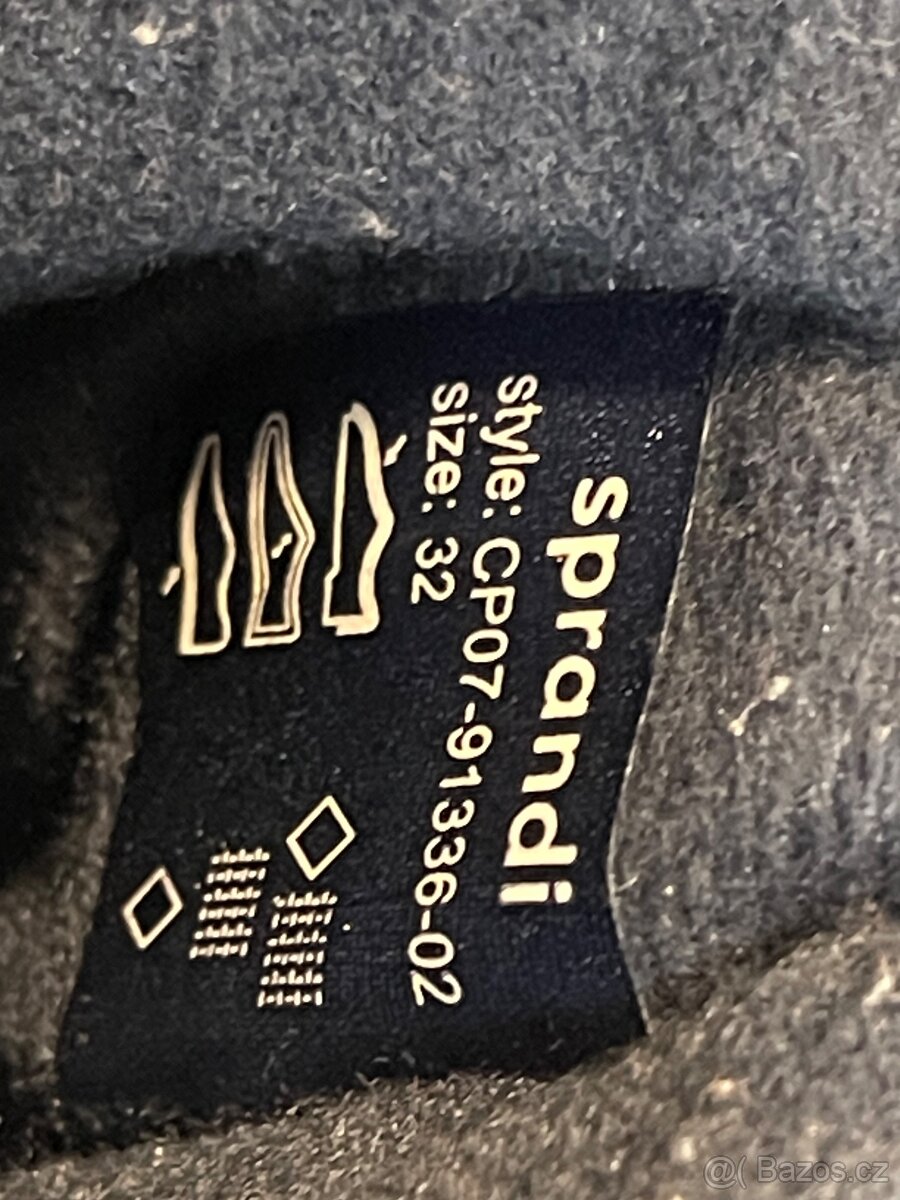 sprandi
style: CP07-91336-02
size: 32
@( Bazos.cz